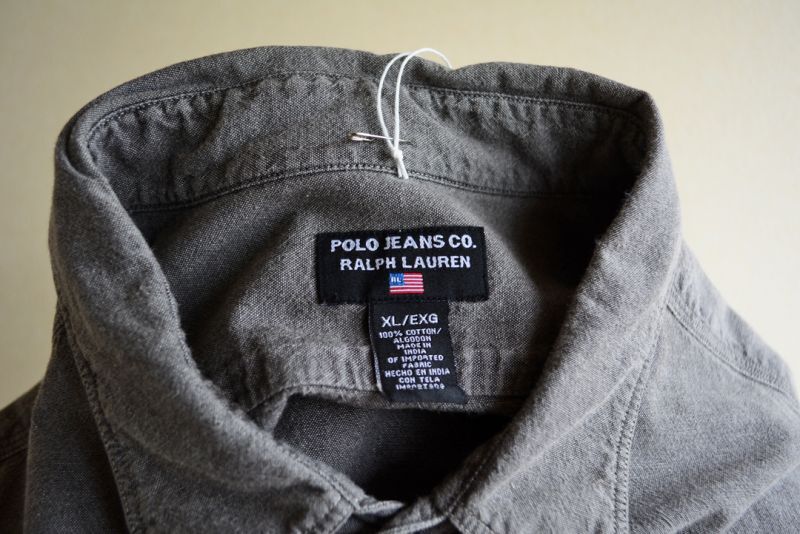 POLO JEANS CO.
RALPH LAUREN
RL
XL/EXG
100% COTTON/
ALGODON
MADE IN
INDIA
OF IMPORTED
FABRIC
HECHO EN INDIA
CON TELA
IMPORTADA